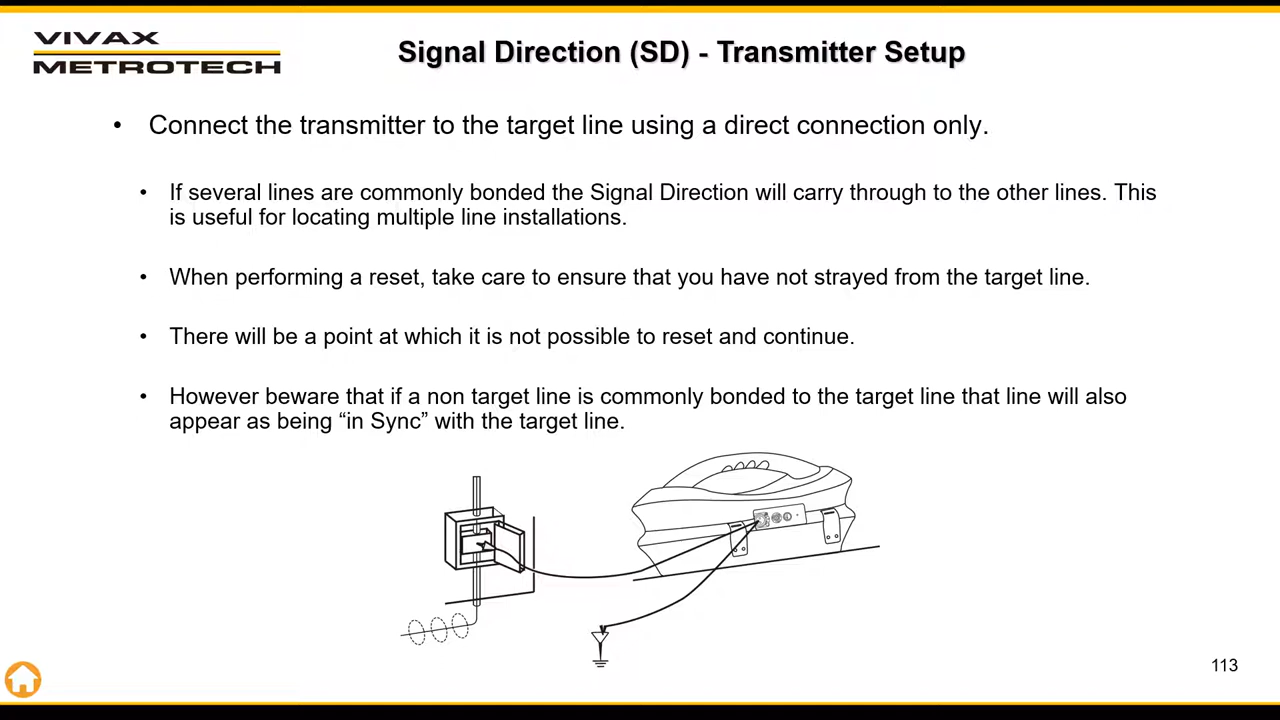 VIVAX
METROTECH
Signal Direction (SD) - Transmitter Setup
• Connect the transmitter to the target line using a direct connection only.
• If several lines are commonly bonded the Signal Direction will carry through to the other lines. This
is useful for locating multiple line installations.
• When performing a reset, take care to ensure that you have not strayed from the target line.
• There will be a point at which it is not possible to reset and continue.
• However beware that if a non target line is commonly bonded to the target line that line will also
appear as being “in Sync” with the target line.
113